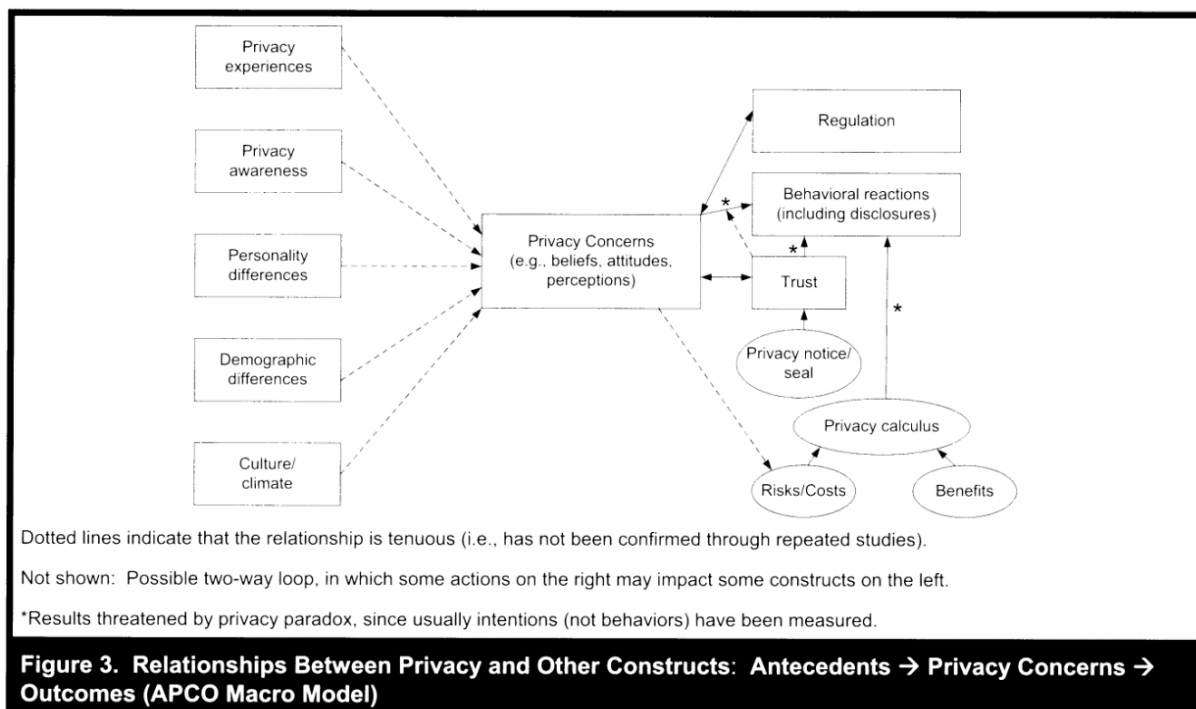 Privacy
experiences
Privacy
awareness
Personality
differences
Demographic
differences
Culture/
climate
Privacy Concerns
(e.g., beliefs, attitudes,
perceptions)
Regulation
*
Behavioral reactions
(including disclosures)
*
Trust
*
Privacy notice/
seal
Privacy calculus
Risks/Costs
Benefits
Dotted lines indicate that the relationship is tenuous (i.e., has not been confirmed through repeated studies).
Not shown: Possible two-way loop, in which some actions on the right may impact some constructs on the left.
*Results threatened by privacy paradox, since usually intentions (not behaviors) have been measured.
Figure 3. Relationships Between Privacy and Other Constructs: Antecedents → Privacy Concerns →
Outcomes (APCO Macro Model)